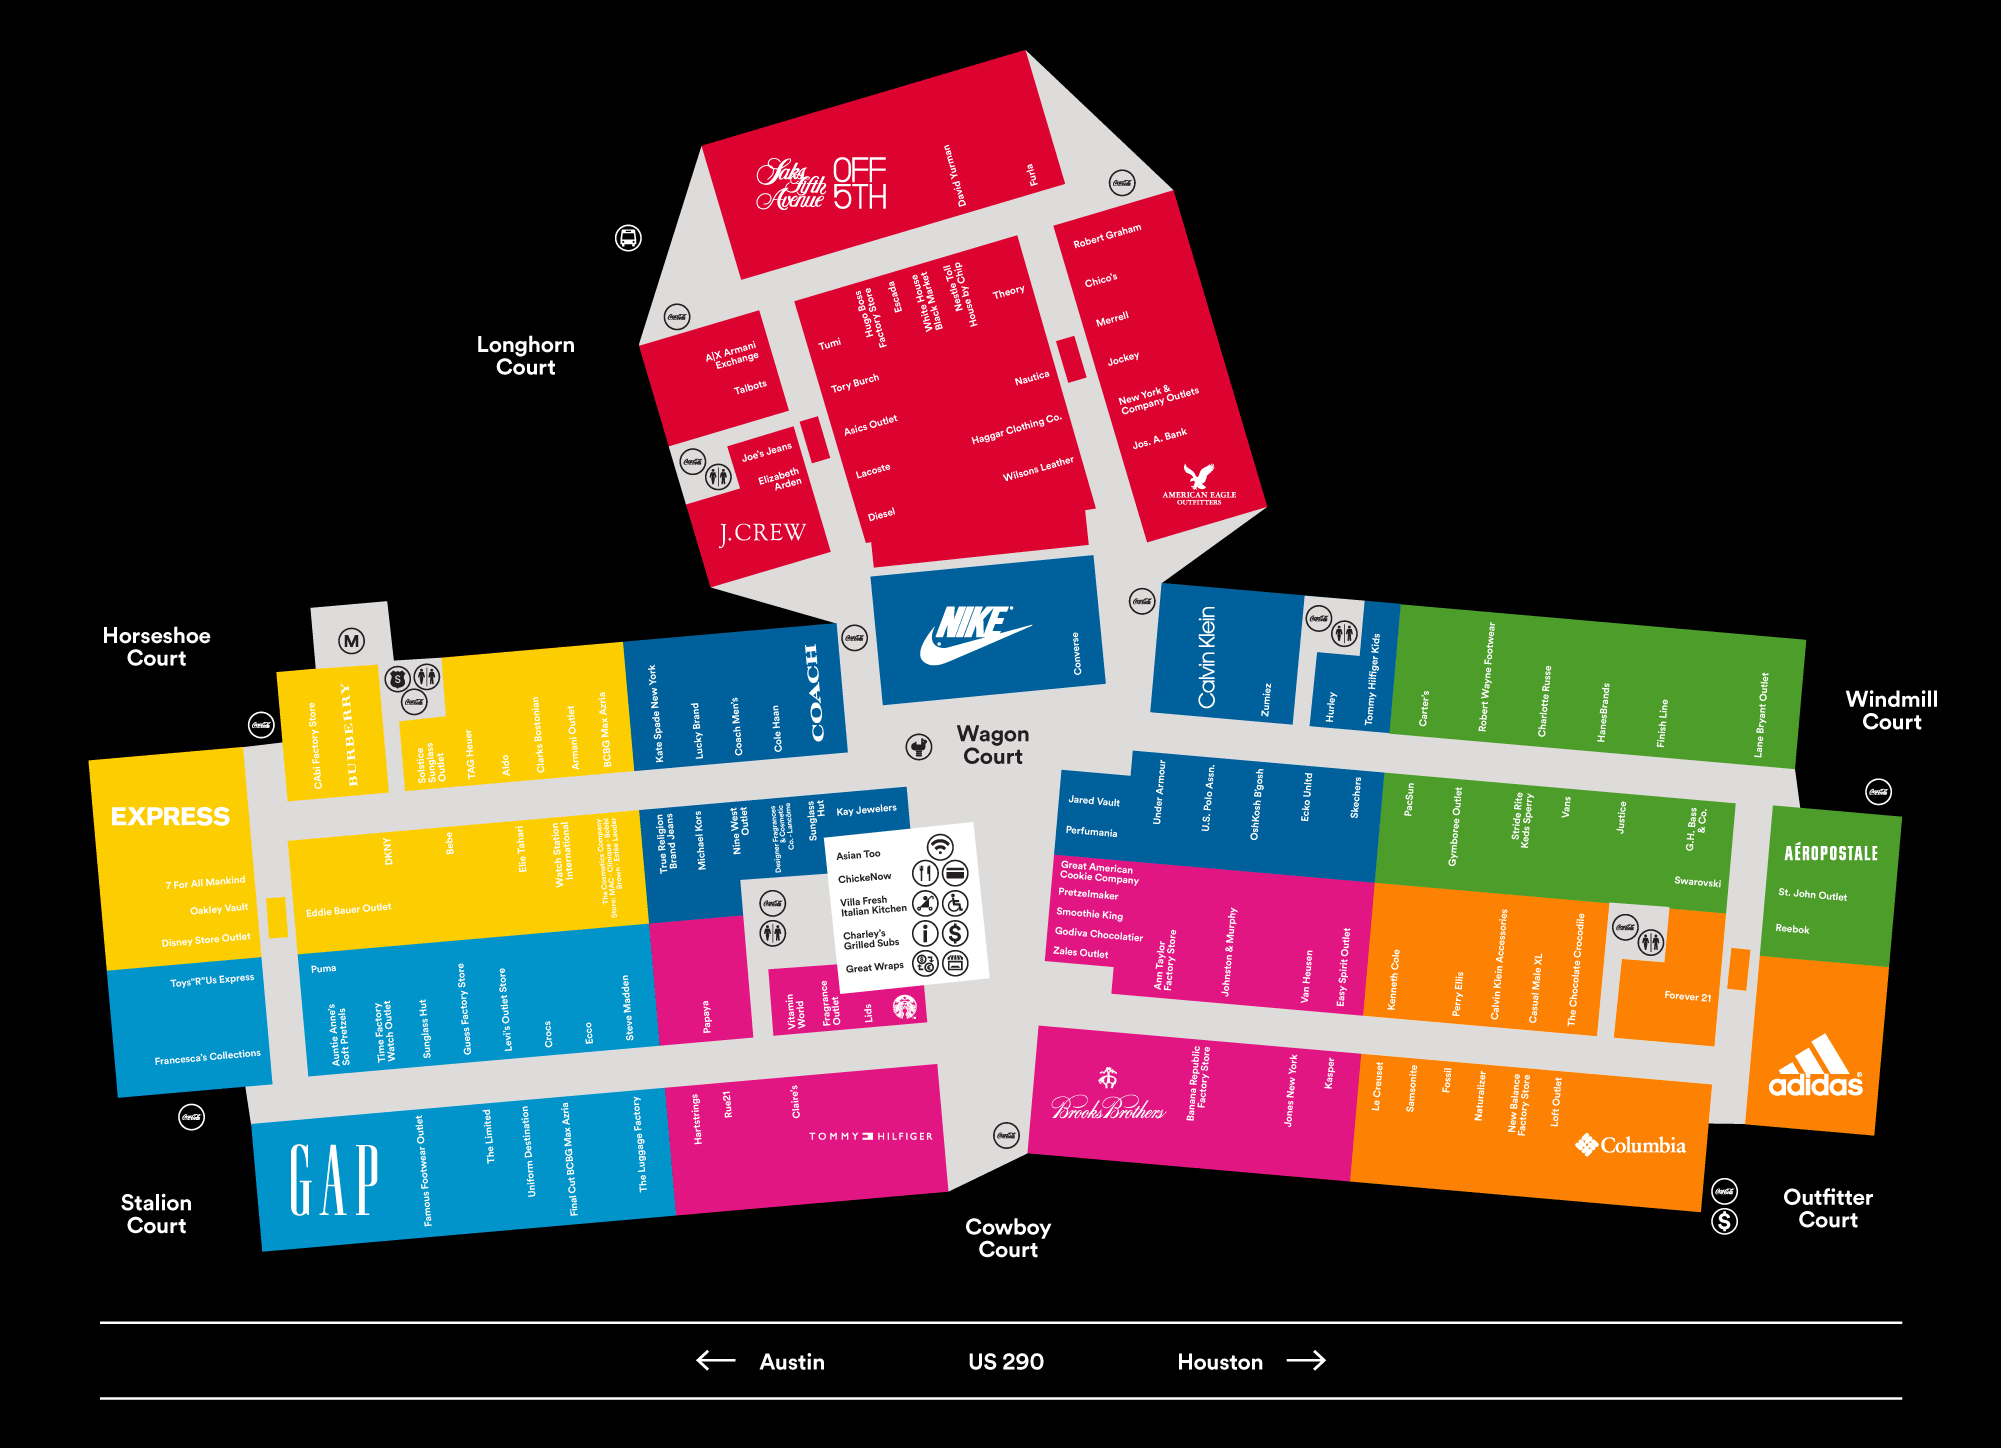 Saks
Fifth
Avenue
OFF
5TH
David Yurman
Furla
Longhorn
Court
A|X Armani
Exchange
Talbots
Joe's Jeans
Elizabeth
Arden
J.CREW
Tumi
Hugo Boss
Factory Store
Escada
White House
Black Market
Nestle Toll
House by Chip
Theory
Tory Burch
Asics Outlet
Lacoste
Diesel
Nautica
Haggar Clothing Co.
Wilsons Leather
Robert Graham
Chico's
Merrell
Jockey
New York &
Company Outlets
Jos. A. Bank
AMERICAN EAGLE
OUTFITTERS
Horseshoe
Court
M
S
CAbi Factory Store
BURBERRY
Solstice
Sunglass
Outlet
TAG Heuer
Aldo
Clarks Bostonian
Armani Outlet
BCBG Max Azria
Kate Spade New York
Lucky Brand
Coach Men's
Cole Haan
COACH
NIKE
Converse
Wagon
Court
Calvin Klein
Zumiez
Hurley
Tommy Hilfiger Kids
Carter's
Robert Wayne Footwear
Charlotte Russe
HanesBrands
Finish Line
Lane Bryant Outlet
Windmill
Court
EXPRESS
7 For All Mankind
Oakley Vault
Disney Store Outlet
Toys"R"Us Express
Francesca's Collections
DKNY
Bebe
Elie Tahari
Watch Station
International
The Cosmetics Company
Store: MAC · Clinique · Bobbi
Brown · Estee Lauder
Eddie Bauer Outlet
True Religion
Brand Jeans
Michael Kors
Nine West
Outlet
Designer Fragrances
& Cosmetic
Co. - Lancôme
Sunglass
Hut
Kay Jewelers
Asian Too
ChickeNow
Villa Fresh
Italian Kitchen
Charley's
Grilled Subs
Great Wraps
Puma
Auntie Anne's
Soft Pretzels
Time Factory
Watch Outlet
Sunglass Hut
Guess Factory Store
Levi's Outlet Store
Crocs
Ecco
Steve Madden
Papaya
Vitamin
World
Fragrance
Outlet
Lids
Jared Vault
Perfumania
Under Armour
U.S. Polo Assn.
OshKosh B'gosh
Ecko Unltd
Skechers
PacSun
Gymboree Outlet
Stride Rite
Keds Sperry
Vans
Justice
G.H. Bass
& Co.
Swarovski
AÉROPOSTALE
St. John Outlet
Reebok
Great American
Cookie Company
Pretzelmaker
Smoothie King
Godiva Chocolatier
Zales Outlet
Ann Taylor
Factory Store
Johnston & Murphy
Van Heusen
Easy Spirit Outlet
Kenneth Cole
Perry Ellis
Calvin Klein Accessories
Casual Male XL
The Chocolate Crocodile
Forever 21
adidas
Stalion
Court
GAP
Famous Footwear Outlet
The Limited
Uniform Destination
Final Cut BCBG Max Azria
The Luggage Factory
Hartstrings
Rue21
Claire's
TOMMY HILFIGER
Cowboy
Court
Brooks Brothers
Banana Republic
Factory Store
Jones New York
Kasper
Le Creuset
Samsonite
Fossil
Naturalizer
New Balance
Factory Store
Loft Outlet
Columbia
Outfitter
Court
← Austin
US 290
Houston →